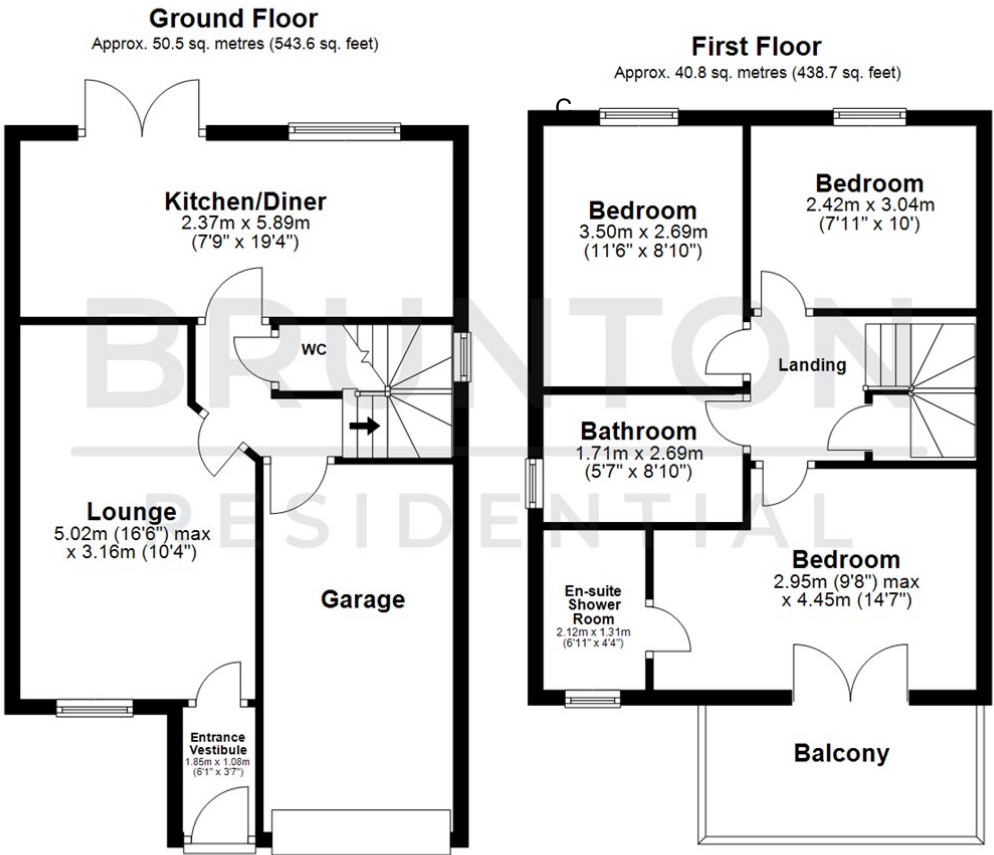 Ground Floor
Approx. 50.5 sq. metres (543.6 sq. feet)
Kitchen/Diner
2.37m x 5.89m
(7'9" x 19'4")
WC
Lounge
5.02m (16'6") max
x 3.16m (10'4")
Garage
Entrance
Vestibule
1.85m x 1.08m
(6'1" x 3'7")
First Floor
Approx. 40.8 sq. metres (438.7 sq. feet)
C
Bedroom
3.50m x 2.69m
(11'6" x 8'10")
Bedroom
2.42m x 3.04m
(7'11" x 10')
Landing
Bathroom
1.71m x 2.69m
(5'7" x 8'10")
En-suite
Shower
Room
2.12m x 1.31m
(6'11" x 4'4")
Bedroom
2.95m (9'8") max
x 4.45m (14'7")
Balcony
BRUNTON
RESIDENTIAL